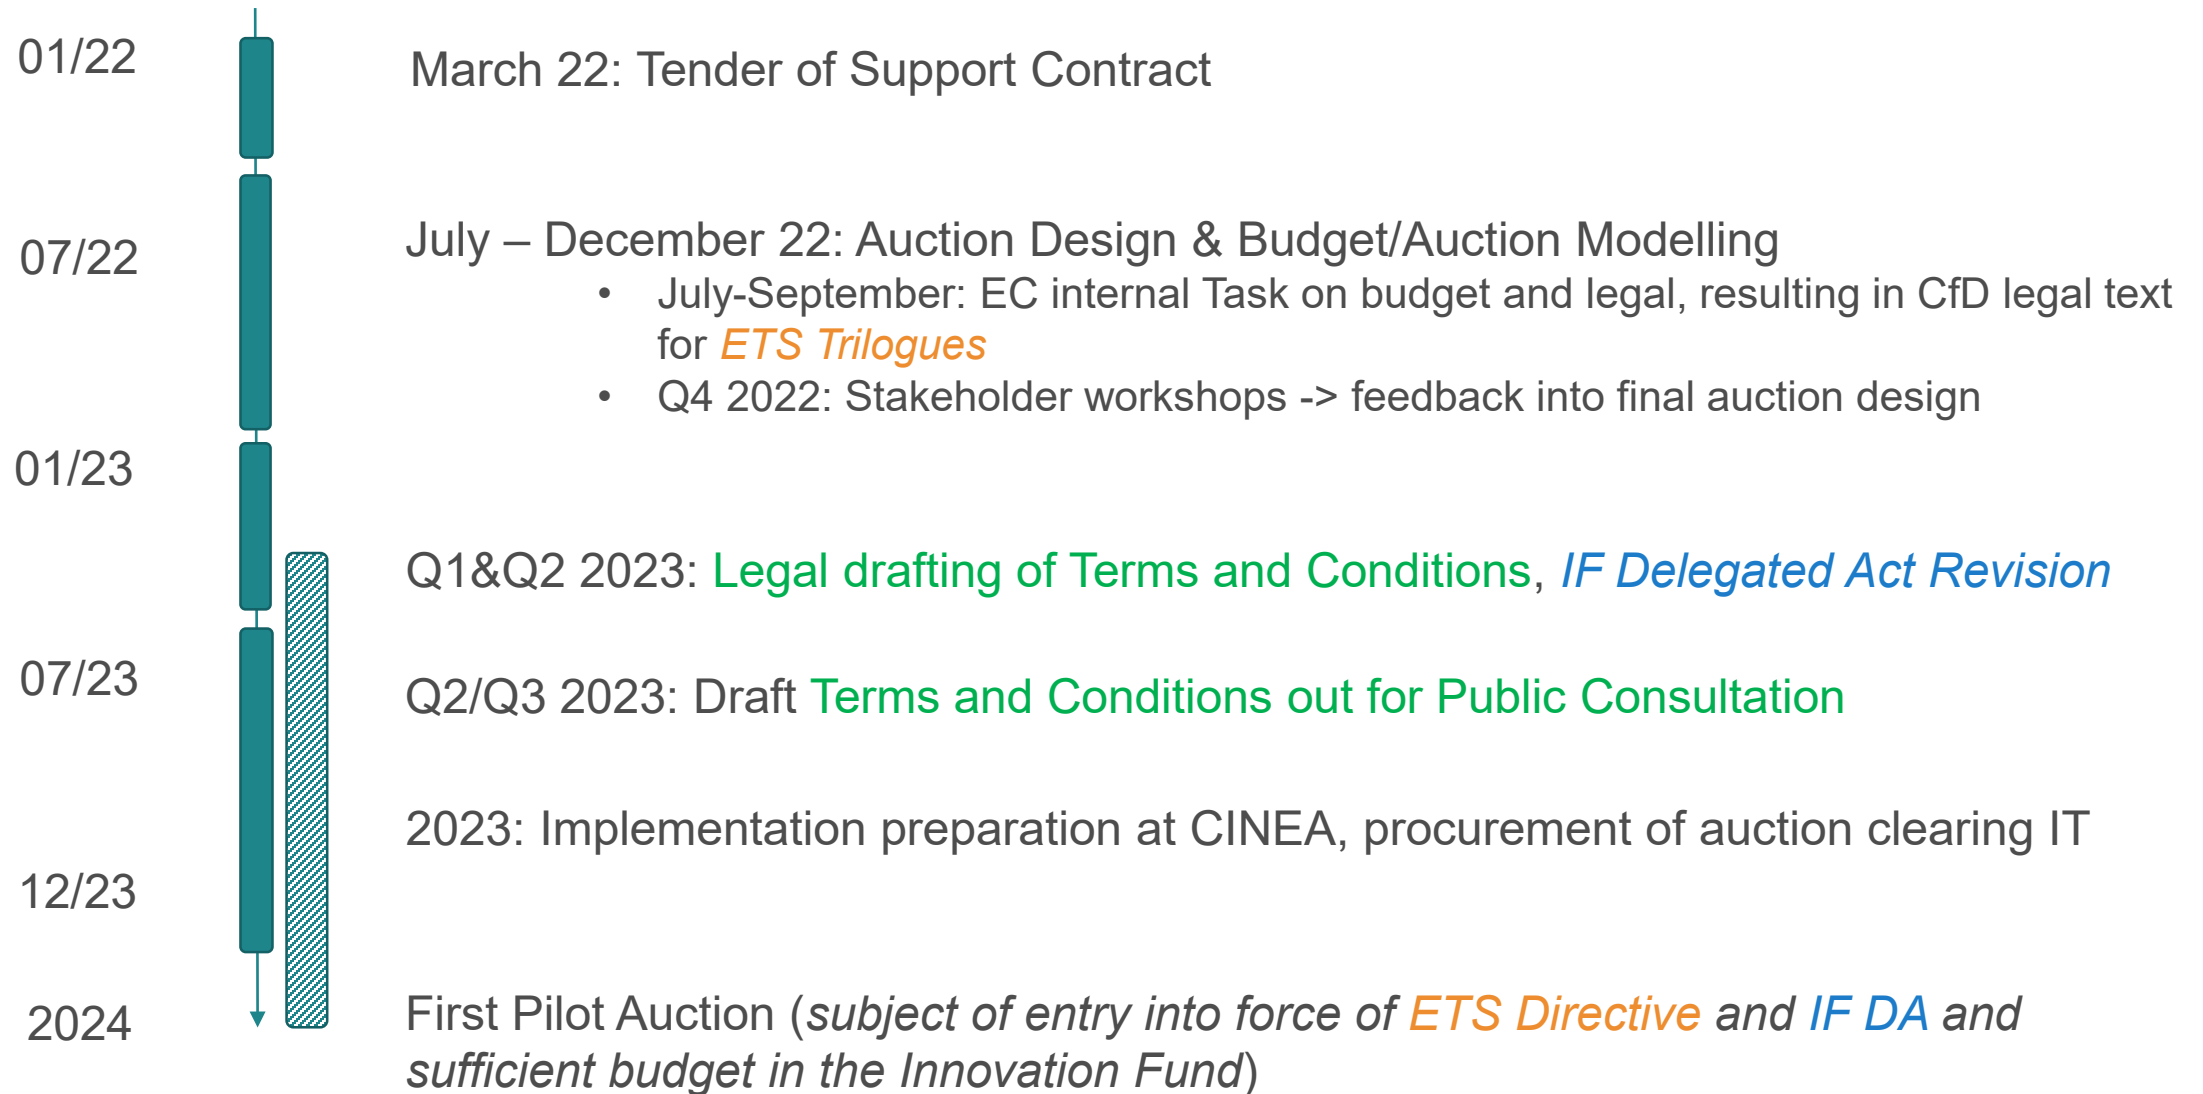 01/22
March 22: Tender of Support Contract
07/22
July – December 22: Auction Design & Budget/Auction Modelling
• July-September: EC internal Task on budget and legal, resulting in CfD legal text
for ETS Trilogues
• Q4 2022: Stakeholder workshops -> feedback into final auction design
01/23
Q1&Q2 2023: Legal drafting of Terms and Conditions, IF Delegated Act Revision
07/23
Q2/Q3 2023: Draft Terms and Conditions out for Public Consultation
2023: Implementation preparation at CINEA, procurement of auction clearing IT
12/23
2024
First Pilot Auction (subject of entry into force of ETS Directive and IF DA and
sufficient budget in the Innovation Fund)